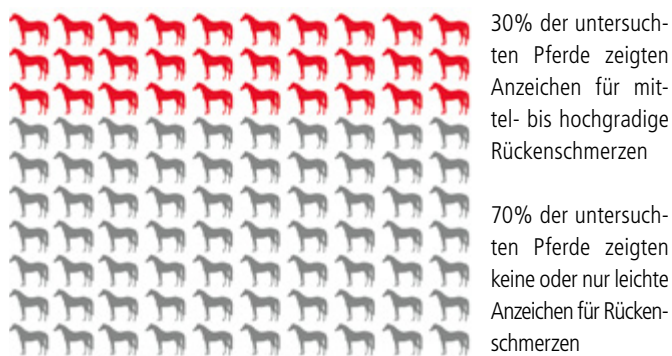 30% der untersuch-
ten Pferde zeigten
Anzeichen für mit-
tel- bis hochgradige
Rückenschmerzen
70% der untersuch-
ten Pferde zeigten
keine oder nur leichte
Anzeichen für Rücken-
schmerzen